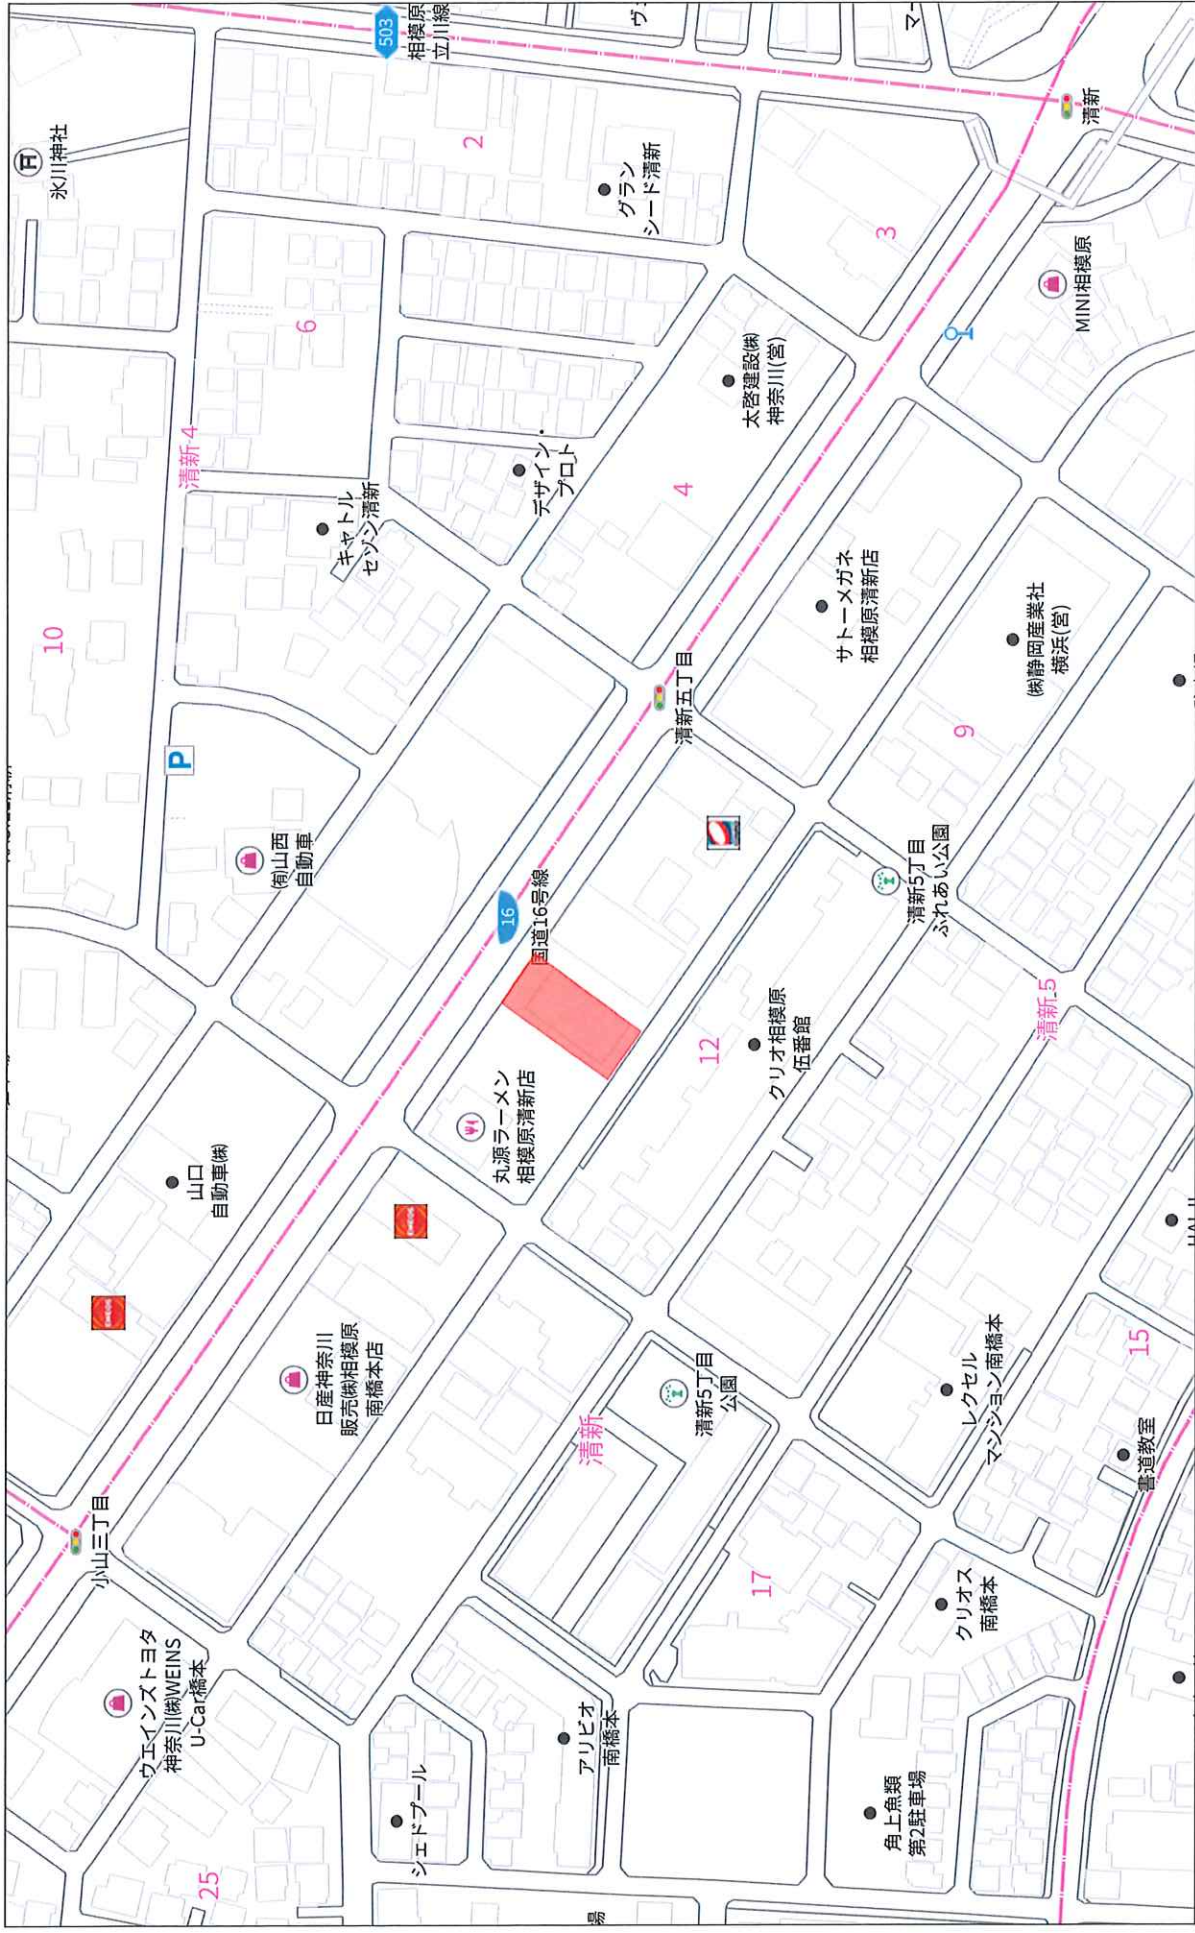 氷川神社
503
相模原
立川線
2
グラン
シード清新
3
清新
MINI相模原
6
清新 4
太啓建設㈱
神奈川(営)
4
デザイン・
プロト
キャトル
セゾン清新
10
サトーメガネ
相模原清新店
㈱静岡産業社
横浜(営)
9
清新五丁目
P
㈲山西
自動車
16
国道16号線
清新5丁目
ふれあい公園
清新 5
12
クリオ相模原
伍番館
丸源ラーメン
相模原清新店
山口
自動車㈱
ENEOS
ENEOS
日産神奈川
販売㈱相模原
南橋本店
清新
清新5丁目
公園
レクセル
マンション南橋本
15
書道教室
小山三丁目
17
クリオス
南橋本
ウエインズトヨタ
神奈川㈱WEINS
U-Car橋本
アリビオ
南橋本
シェドプール
角上魚類
第2駐車場
25
場